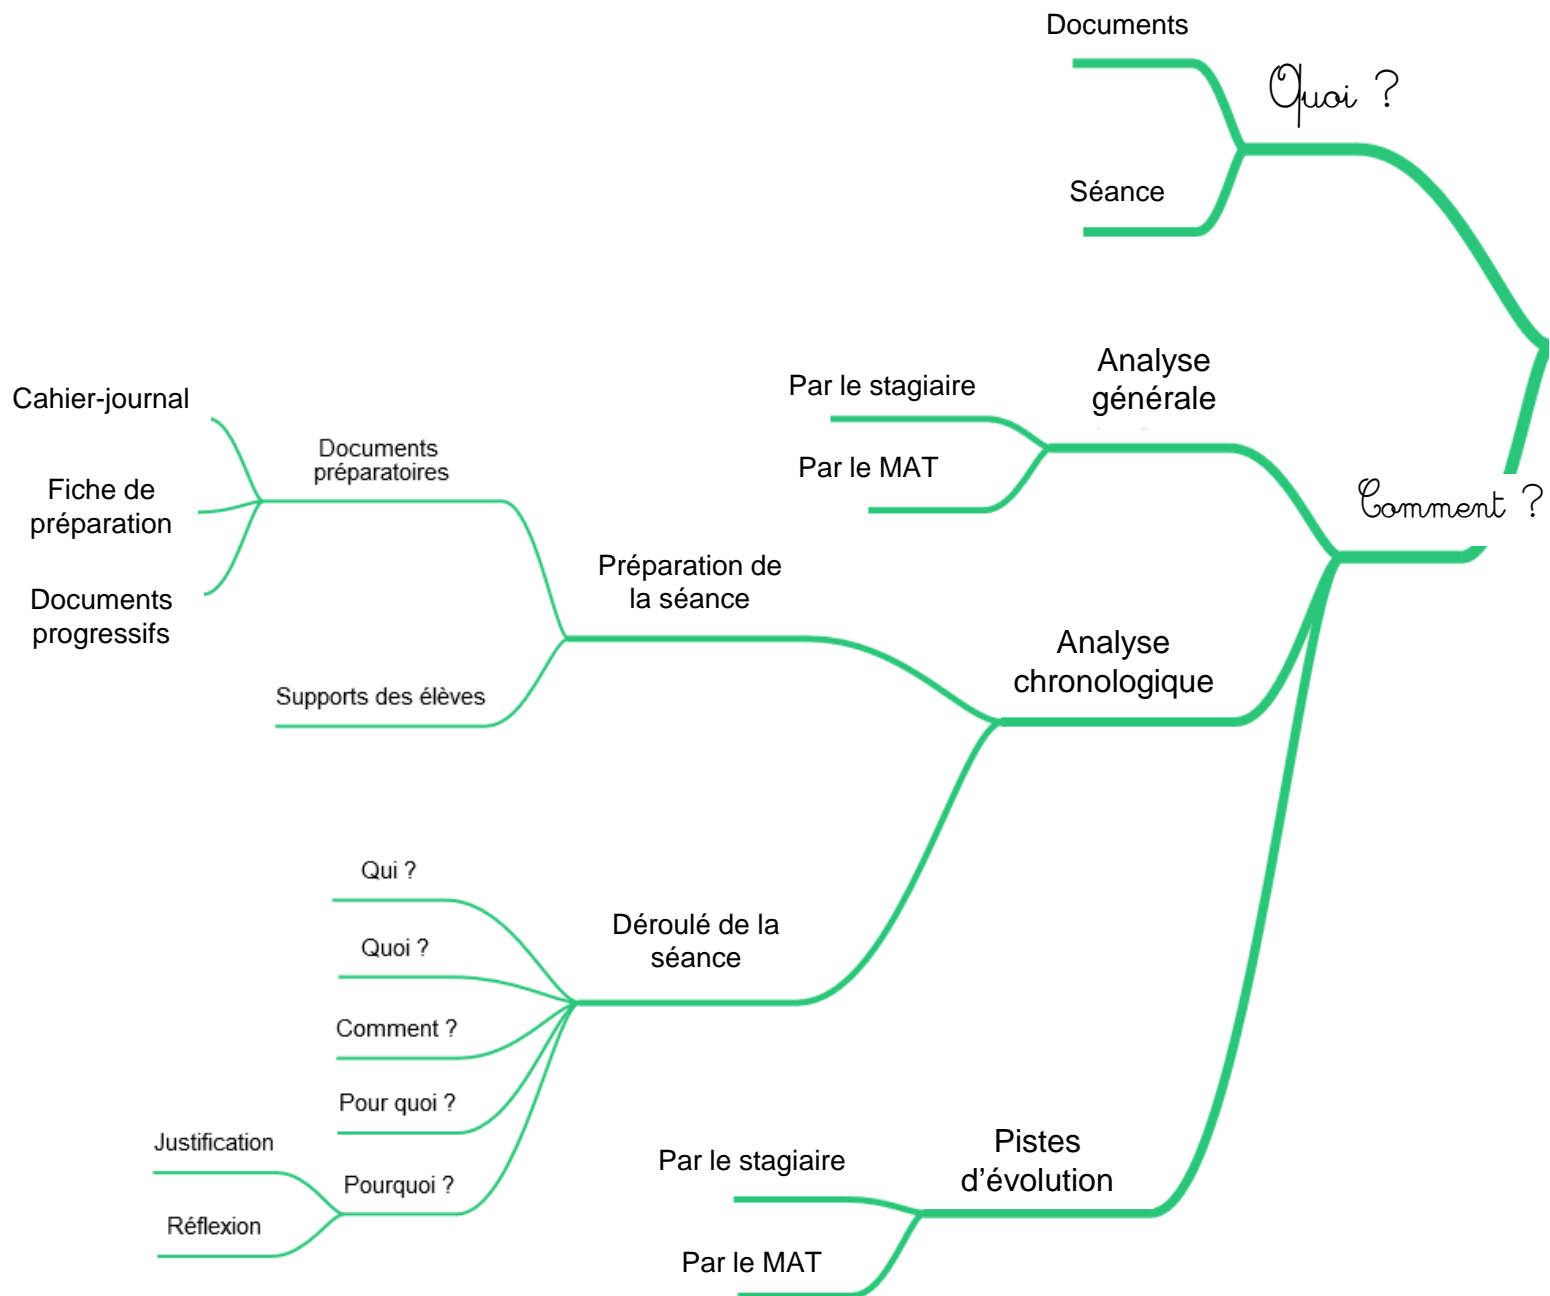 Documents
Quoi ?
Séance
Analyse
générale
Par le stagiaire
Par le MAT
Comment ?
Cahier-journal
Documents
préparatoires
Fiche de
préparation
Documents
progressifs
Préparation de
la séance
Supports des élèves
Analyse
chronologique
Qui ?
Quoi ?
Comment ?
Pour quoi ?
Pourquoi ?
Justification
Réflexion
Déroulé de la
séance
Pistes
d’évolution
Par le stagiaire
Par le MAT